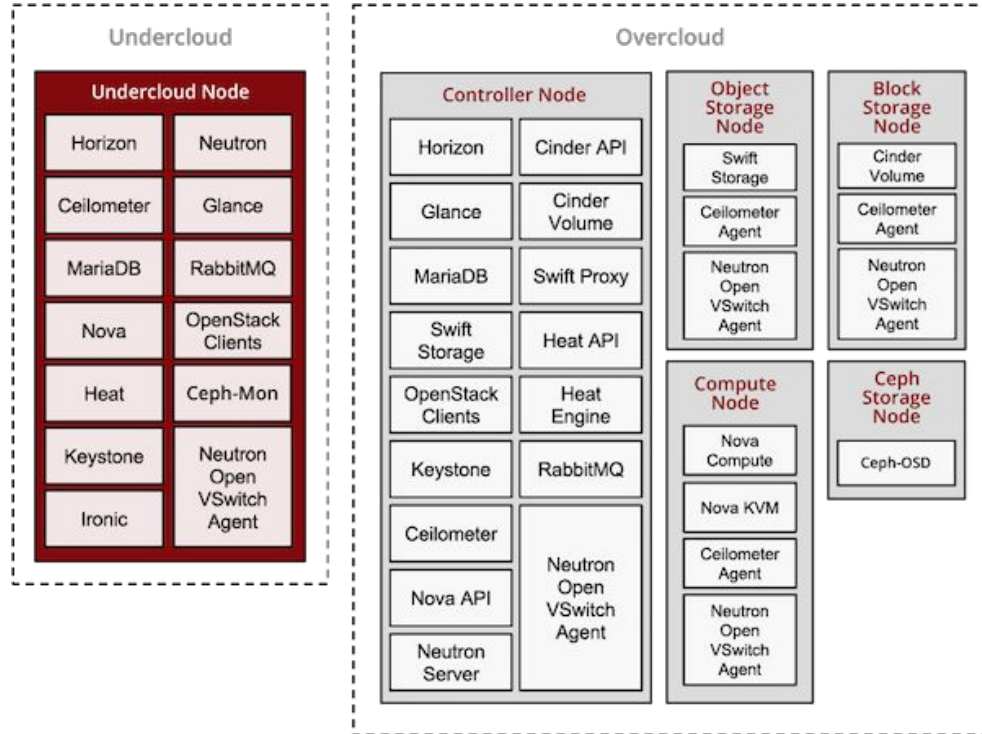 Undercloud
Undercloud Node
Horizon
Neutron
Ceilometer
Glance
MariaDB
RabbitMQ
Nova
OpenStack
Clients
Heat
Ceph-Mon
Keystone
Neutron
Open
VSwitch
Agent
Ironic
Overcloud
Controller Node
Horizon
Cinder API
Glance
Cinder
Volume
MariaDB
Swift Proxy
Swift
Storage
Heat API
OpenStack
Clients
Heat
Engine
Keystone
RabbitMQ
Ceilometer
Neutron
Open
VSwitch
Agent
Nova API
Neutron
Server
Object
Storage
Node
Swift
Storage
Ceilometer
Agent
Neutron
Open
VSwitch
Agent
Block
Storage
Node
Cinder
Volume
Ceilometer
Agent
Neutron
Open
VSwitch
Agent
Compute
Node
Nova
Compute
Nova KVM
Ceilometer
Agent
Neutron
Open
VSwitch
Agent
Ceph
Storage
Node
Ceph-OSD